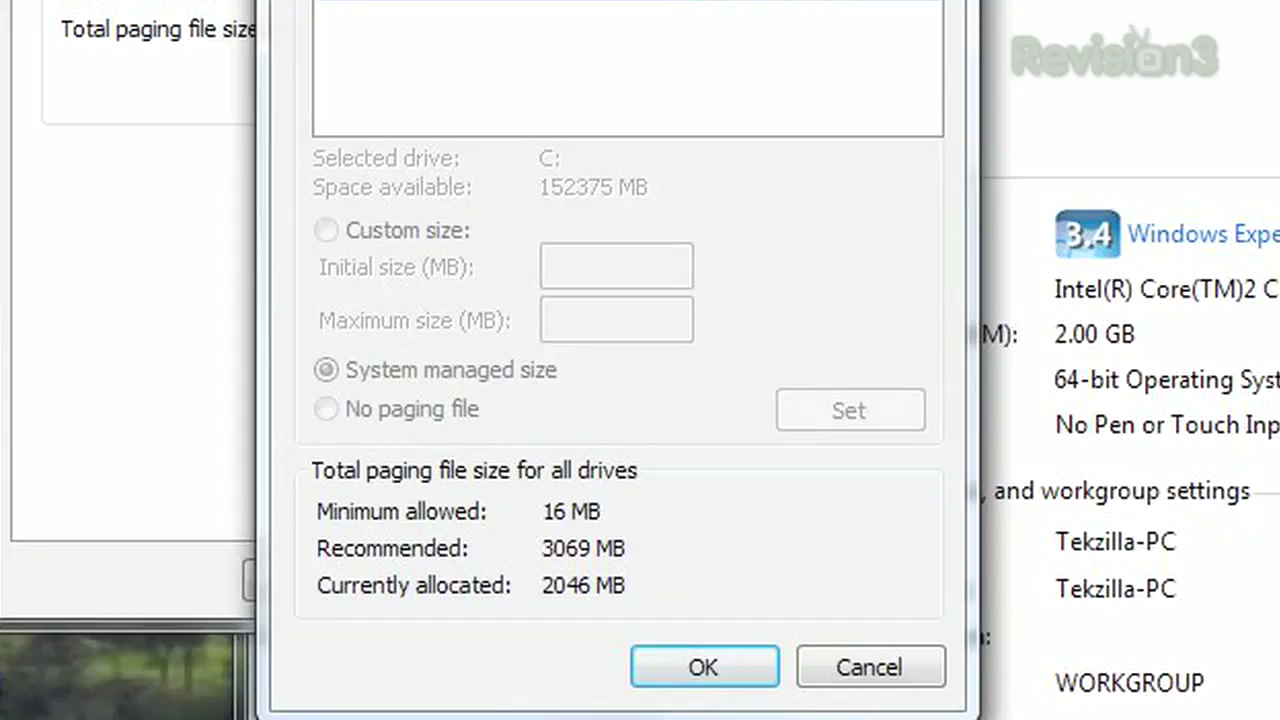 Total paging file size
Revision3
Selected drive: C:
Space available: 152375 MB
Custom size:
Initial size (MB):
Maximum size (MB):
System managed size
No paging file
Set
Total paging file size for all drives
Minimum allowed: 16 MB
Recommended: 3069 MB
Currently allocated: 2046 MB
OK
Cancel
3.4 Windows Expe
Intel(R) Core(TM)2 C
M): 2.00 GB
64-bit Operating Syst
No Pen or Touch Inp
, and workgroup settings
Tekzilla-PC
Tekzilla-PC
:
WORKGROUP